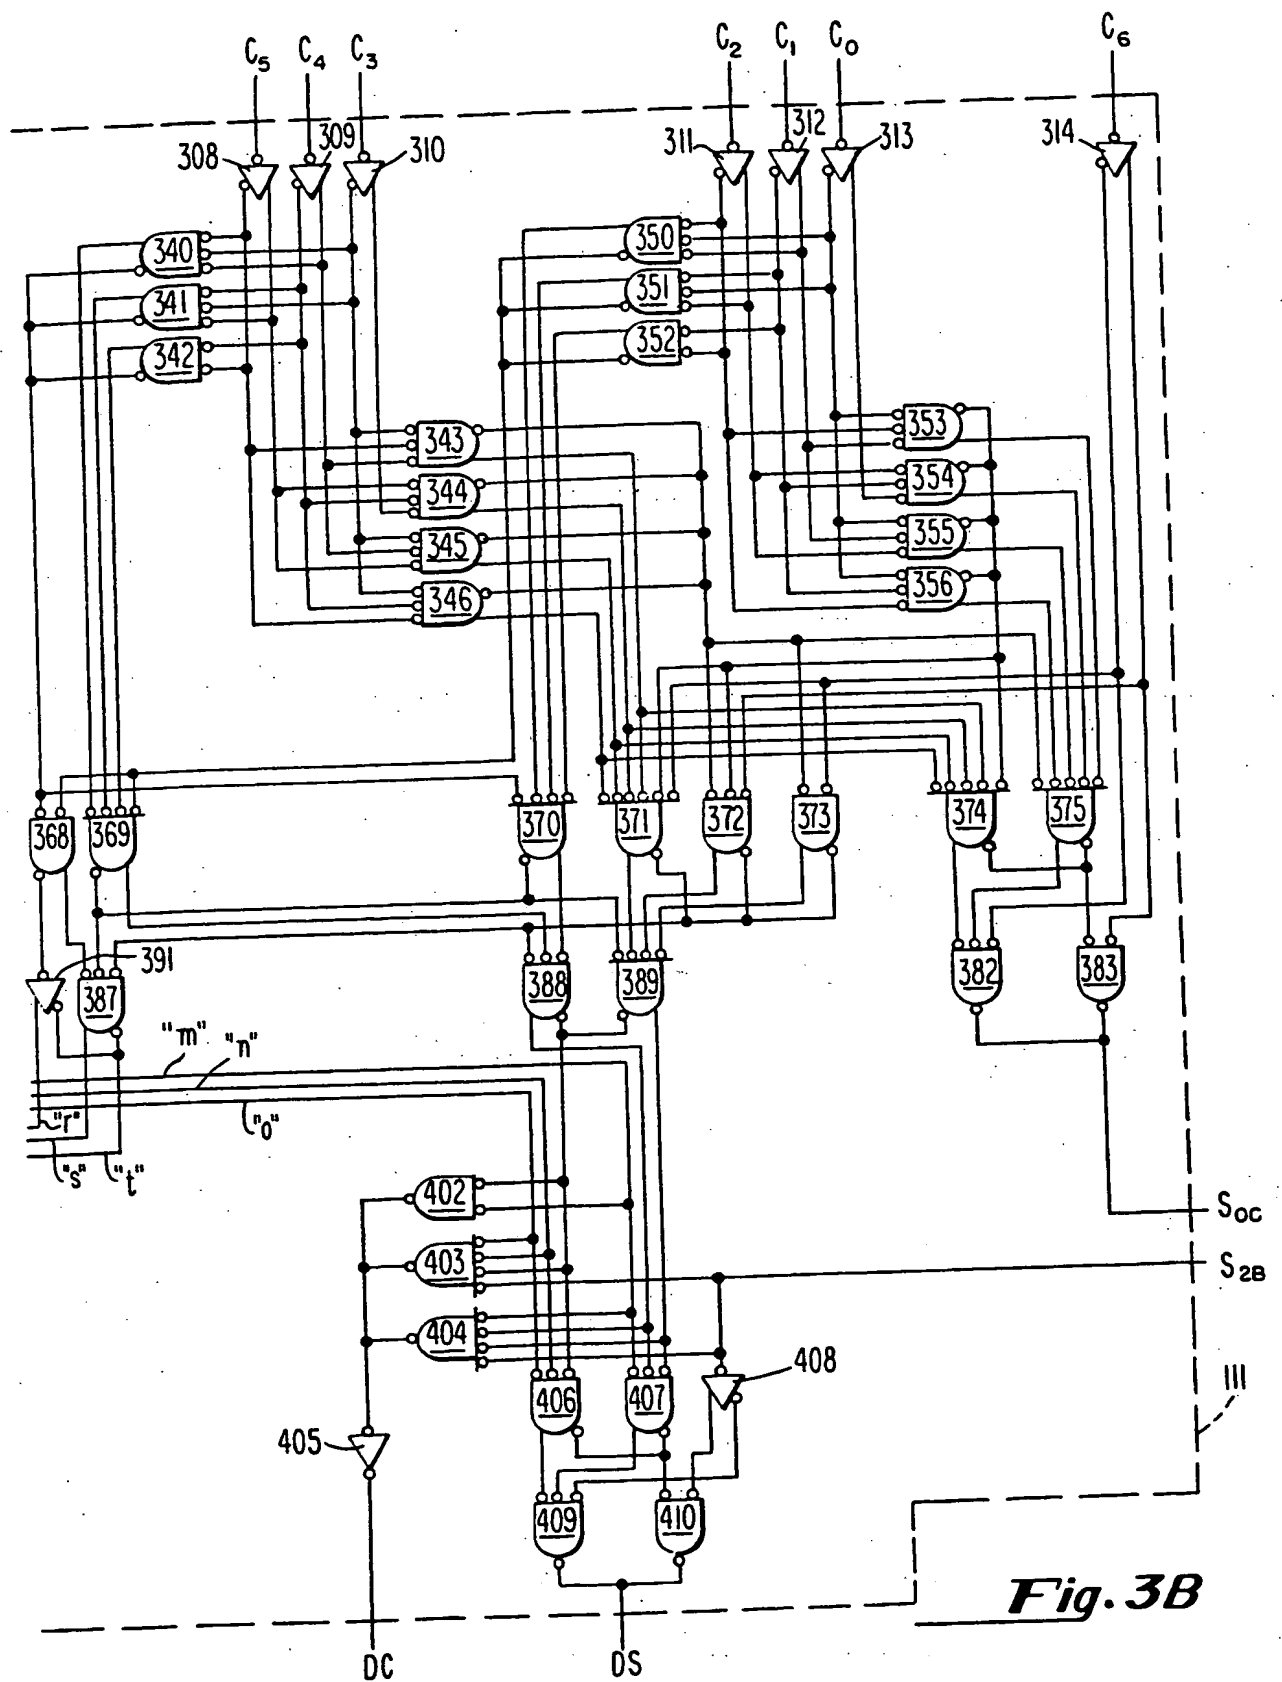 C5 C4 C3 C2 C1 C0 C6
308 309 310 311 312 313 314
340 350
341 351
342 352
343 353
344 354
345 355
346 356
368 369 370 371 372 373 374 375
391 387 388 389 382 383
"m" "n"
"r" "o"
"s" "t"
402 SOC
403 S2B
404 408
406 407 111
405
409 410
Fig. 3B
DC DS